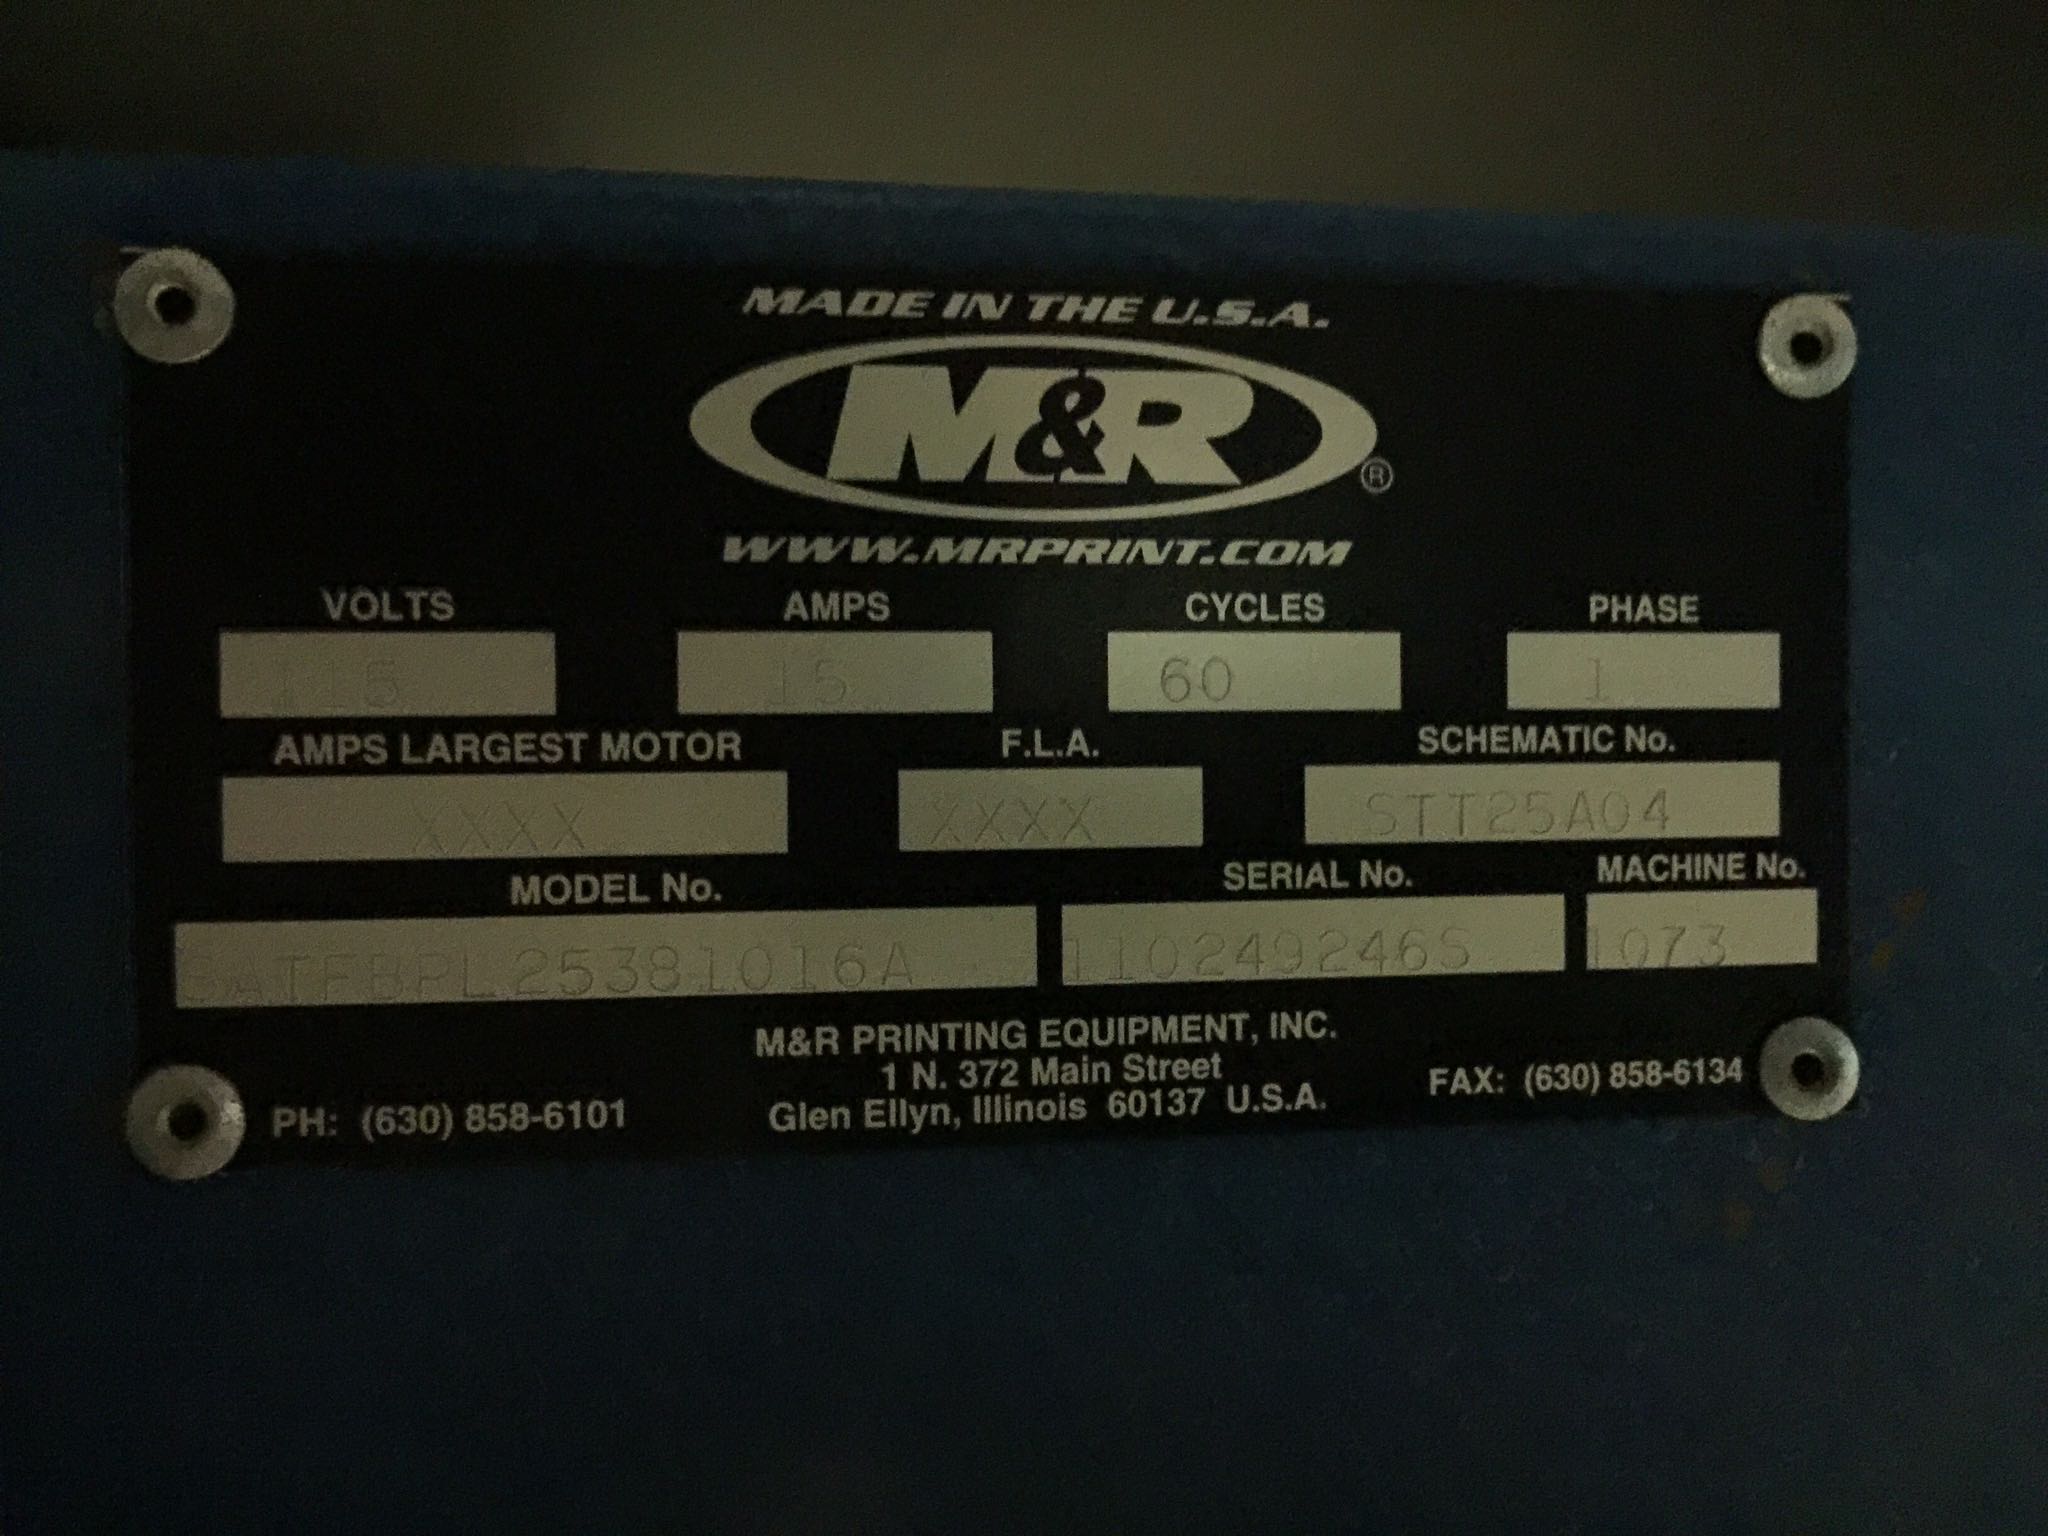 MADE IN THE U.S.A.
M&R®
WWW.MRPRINT.COM
VOLTS AMPS CYCLES PHASE
115 15 60 1
AMPS LARGEST MOTOR F.L.A. SCHEMATIC No.
XXXX XXXX STT25A04
MODEL No. SERIAL No. MACHINE No.
110249246S 1073
M&R PRINTING EQUIPMENT, INC.
1 N. 372 Main Street
Glen Ellyn, Illinois 60137 U.S.A.
PH: (630) 858-6101
FAX: (630) 858-6134